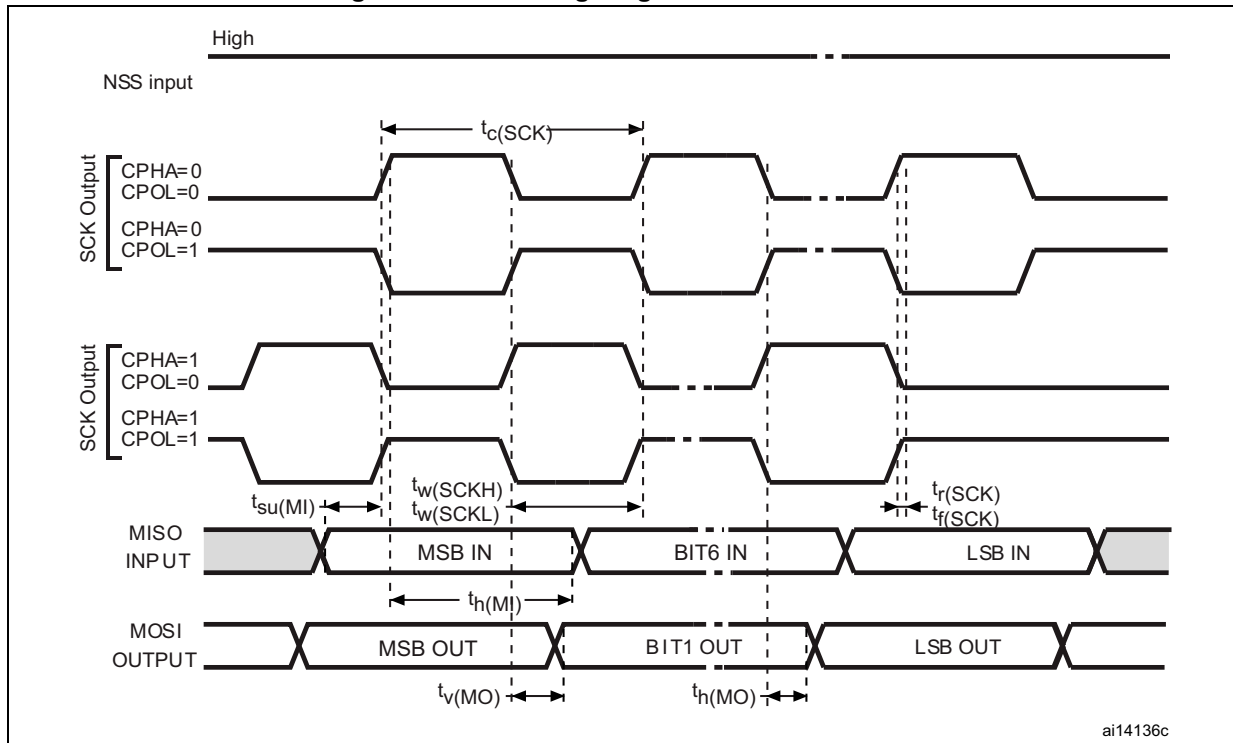 High
NSS input
tc(SCK)
SCK Output
CPHA=0
CPOL=0
CPHA=0
CPOL=1
SCK Output
CPHA=1
CPOL=0
CPHA=1
CPOL=1
tsu(MI)
tw(SCKH)
tw(SCKL)
tr(SCK)
tf(SCK)
MISO
INPUT
MSB IN
BIT6 IN
LSB IN
th(MI)
MOSI
OUTPUT
MSB OUT
BIT1 OUT
LSB OUT
tv(MO)
th(MO)
ai14136c